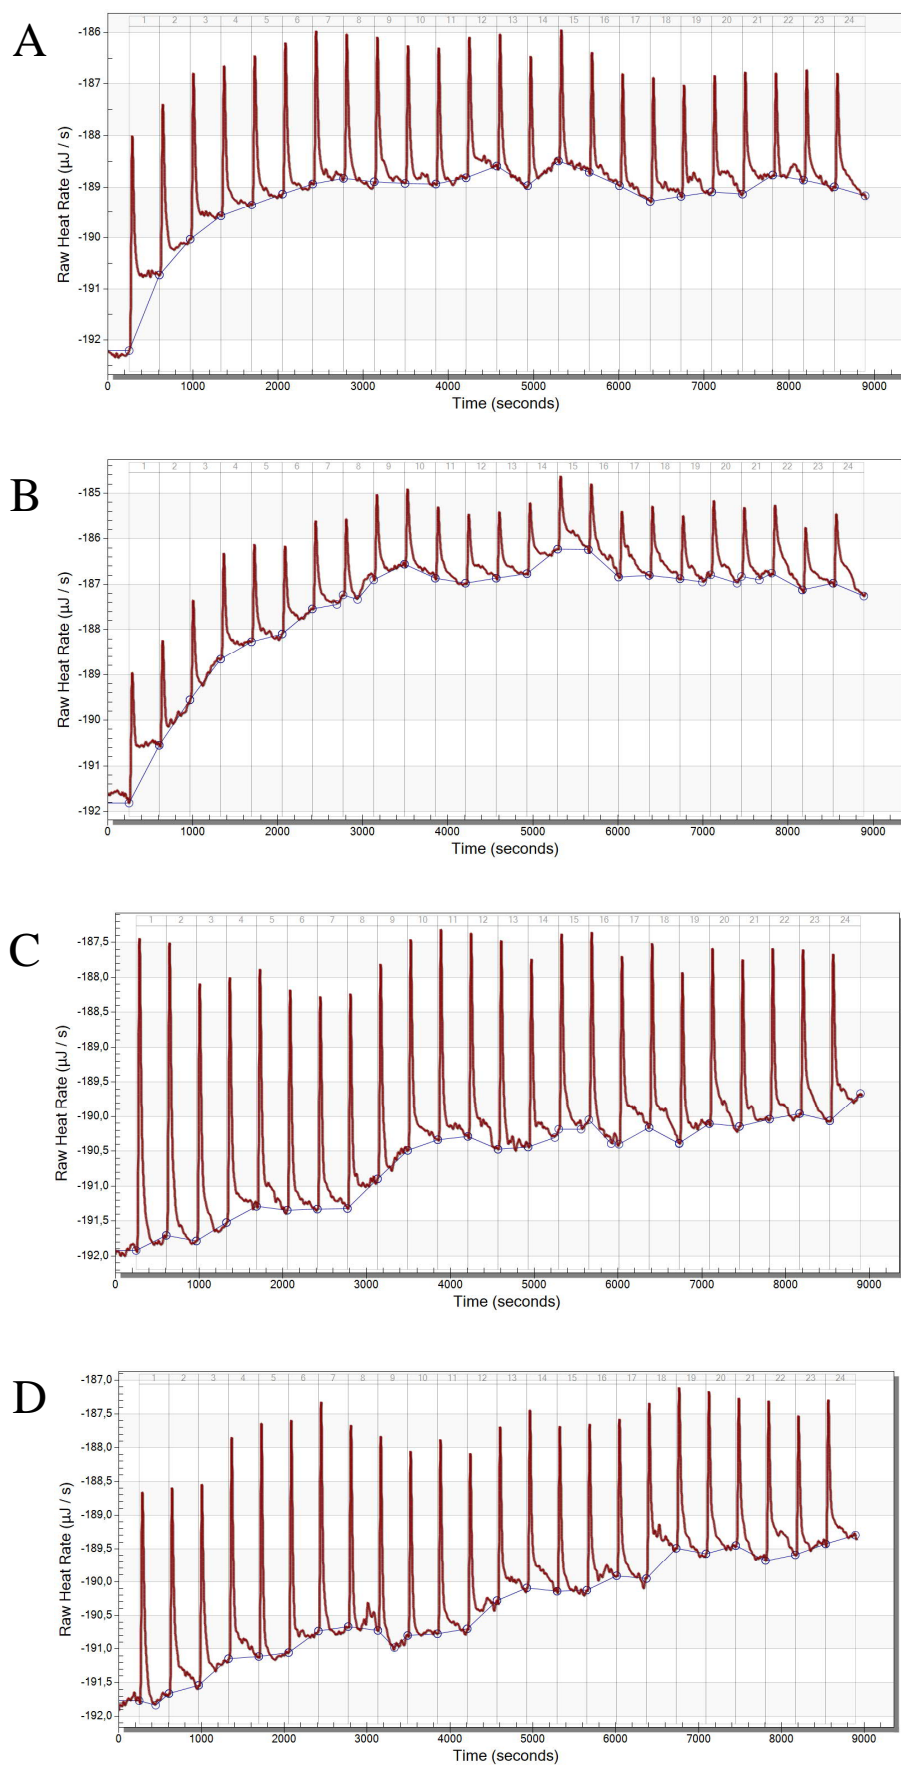 A
1 2 3 4 5 6 7 8 9 10 11 12 13 14 15 16 17 18 19 20 21 22 23 24
-186
-187
-188
-189
-190
-191
-192
Raw Heat Rate (µJ / s)
0 1000 2000 3000 4000 5000 6000 7000 8000 9000
Time (seconds)
B
1 2 3 4 5 6 7 8 9 10 11 12 13 14 15 16 17 18 19 20 21 22 23 24
-185
-186
-187
-188
-189
-190
-191
-192
Raw Heat Rate (µJ / s)
0 1000 2000 3000 4000 5000 6000 7000 8000 9000
Time (seconds)
C
1 2 3 4 5 6 7 8 9 10 11 12 13 14 15 16 17 18 19 20 21 22 23 24
-187,5
-188,0
-188,5
-189,0
-189,5
-190,0
-190,5
-191,0
-191,5
-192,0
Raw Heat Rate (µJ / s)
0 1000 2000 3000 4000 5000 6000 7000 8000 9000
Time (seconds)
D
1 2 3 4 5 6 7 8 9 10 11 12 13 14 15 16 17 18 19 20 21 22 23 24
-187,0
-187,5
-188,0
-188,5
-189,0
-189,5
-190,0
-190,5
-191,0
-191,5
-192,0
Raw Heat Rate (µJ / s)
0 1000 2000 3000 4000 5000 6000 7000 8000 9000
Time (seconds)